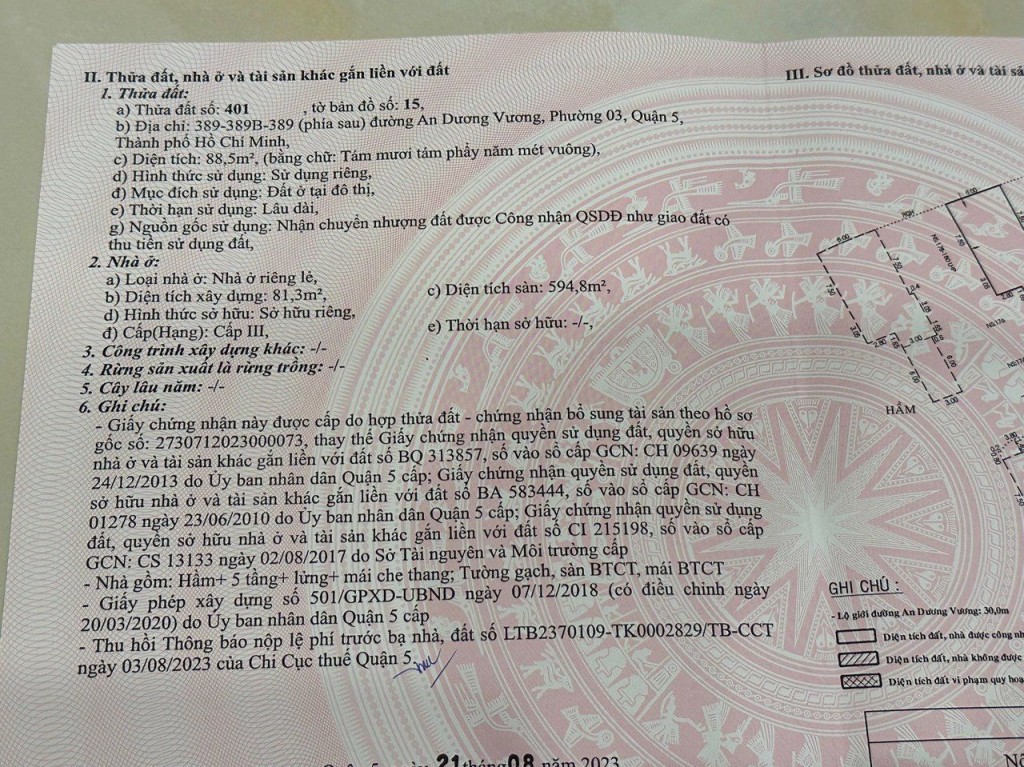 II. Thửa đất, nhà ở và tài sản khác gắn liền với đất
1. Thửa đất:
a) Thửa đất số: 401 , tờ bản đồ số: 15,
b) Địa chỉ: 389-389B-389 (phía sau) đường An Dương Vương, Phường 03, Quận 5,
Thành phố Hồ Chí Minh,
c) Diện tích: 88,5m², (bằng chữ: Tám mươi tám phẩy năm mét vuông),
d) Hình thức sử dụng: Sử dụng riêng,
đ) Mục đích sử dụng: Đất ở tại đô thị,
e) Thời hạn sử dụng: Lâu dài,
g) Nguồn gốc sử dụng: Nhận chuyển nhượng đất được Công nhận QSDĐ như giao đất có
thu tiền sử dụng đất,
2. Nhà ở:
a) Loại nhà ở: Nhà ở riêng lẻ,
b) Diện tích xây dựng: 81,3m², c) Diện tích sàn: 594,8m²,
d) Hình thức sở hữu: Sở hữu riêng,
đ) Cấp(Hạng): Cấp III, e) Thời hạn sở hữu: -/-,
3. Công trình xây dựng khác: -/-
4. Rừng sản xuất là rừng trồng: -/-
5. Cây lâu năm: -/-
6. Ghi chú:
- Giấy chứng nhận này được cấp do hợp thửa đất - chứng nhận bổ sung tài sản theo hồ sơ
gốc số: 2730712023000073, thay thế Giấy chứng nhận quyền sử dụng đất, quyền sở hữu
nhà ở và tài sản khác gắn liền với đất số BQ 313857, số vào sổ cấp GCN: CH 09639 ngày
24/12/2013 do Ủy ban nhân dân Quận 5 cấp; Giấy chứng nhận quyền sử dụng đất, quyền
sở hữu nhà ở và tài sản khác gắn liền với đất số BA 583444, số vào sổ cấp GCN: CH
01278 ngày 23/06/2010 do Ủy ban nhân dân Quận 5 cấp; Giấy chứng nhận quyền sử dụng
đất, quyền sở hữu nhà ở và tài sản khác gắn liền với đất số CI 215198, số vào sổ cấp
GCN: CS 13133 ngày 02/08/2017 do Sở Tài nguyên và Môi trường cấp
- Nhà gồm: Hầm+ 5 tầng+ lửng+ mái che thang; Tường gạch, sàn BTCT, mái BTCT
- Giấy phép xây dựng số 501/GPXD-UBND ngày 07/12/2018 (có điều chỉnh ngày
20/03/2020) do Ủy ban nhân dân Quận 5 cấp
- Thu hồi Thông báo nộp lệ phí trước bạ nhà, đất số LTB2370109-TK0002829/TB-CCT
ngày 03/08/2023 của Chi Cục thuế Quận 5
Quận 5, ngày 21 tháng 08 năm 2023
III. Sơ đồ thửa đất, nhà ở và tài sả
6.00
5.00
7.50
3.00
HẦM
GHI CHÚ :
- Lộ giới đường An Dương Vương: 30,0m
Diện tích đất, nhà được công nh
Diện tích đất, nhà không được
Diện tích đất vi phạm quy hoạ